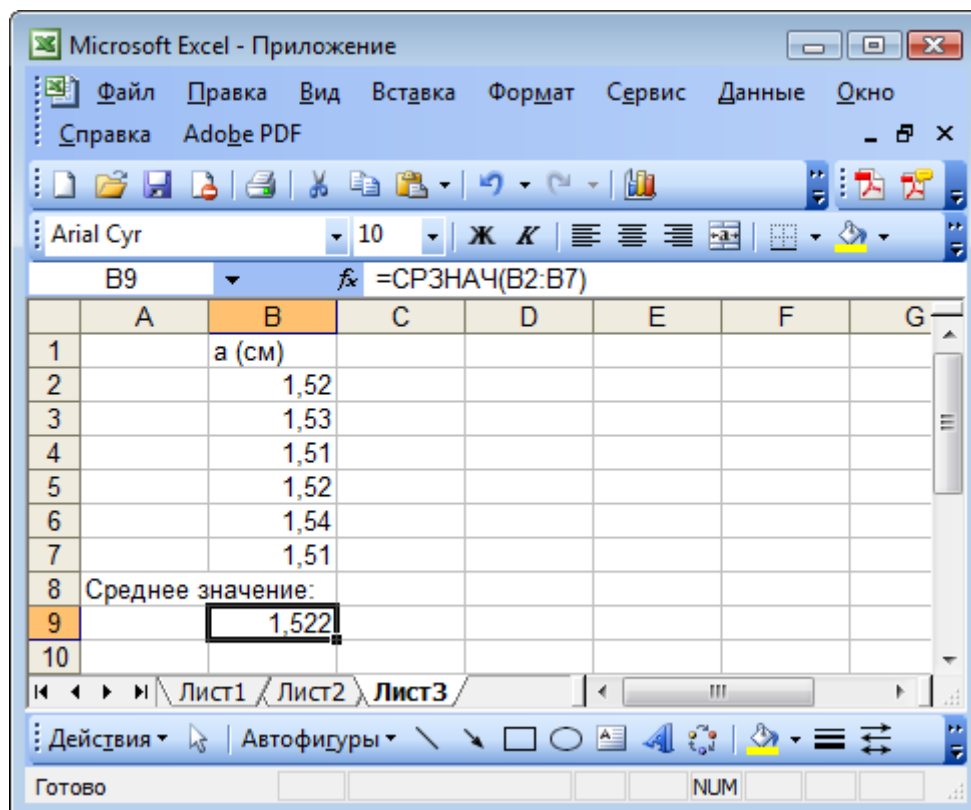 Microsoft Excel - Приложение
Файл Правка Вид Вставка Формат Сервис Данные Окно
Справка Adobe PDF
Arial Cyr 10 Ж К
B9 fx =СРЗНАЧ(B2:B7)
A B C D E F G
1 a (см)
2 1,52
3 1,53
4 1,51
5 1,52
6 1,54
7 1,51
8 Среднее значение:
9 1,522
10
Лист1 Лист2 Лист3
Действия Автофигуры
Готово NUM